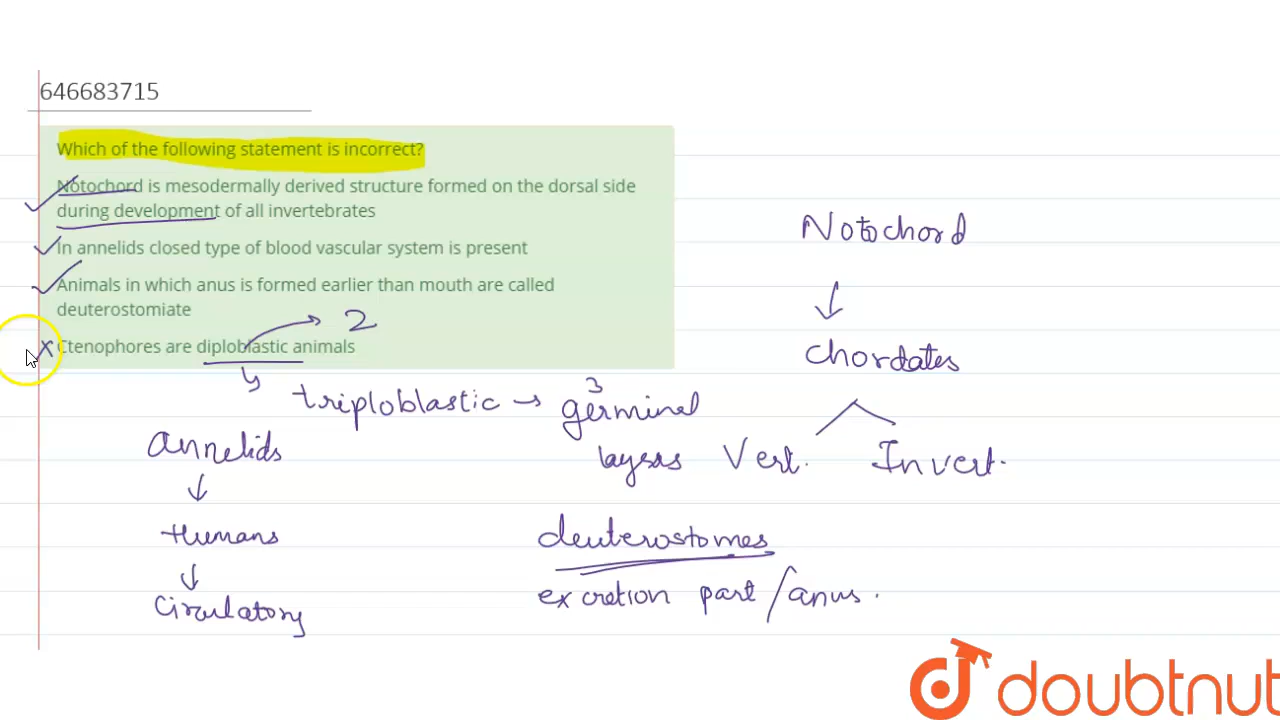 646683715
Which of the following statement is incorrect?
Notochord is mesodermally derived structure formed on the dorsal side
during development of all invertebrates
In annelids closed type of blood vascular system is present
Animals in which anus is formed earlier than mouth are called
deuterostomiate
2
Ctenophores are diploblastic animals
Notochord
Chordates
Vert. Invert.
triploblastic → 3 germinal
layers
Annelids
Humans
Circulatory
deuterostomes
excretion part/anus.
doubtnut